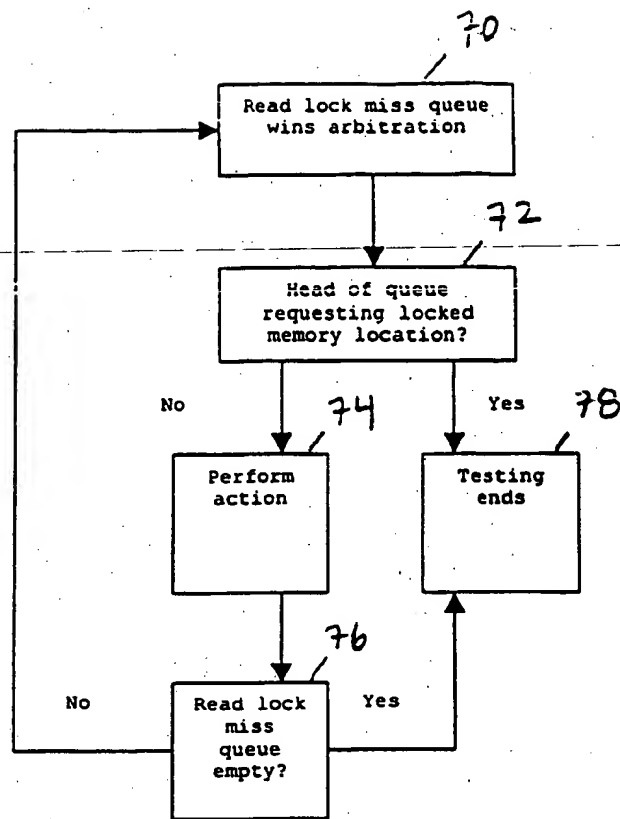 70
Read lock miss queue
wins arbitration
72
Head of queue
requesting locked
memory location?
No
74
Yes
78
Perform
action
Testing
ends
76
No
Read lock
miss
queue
empty?
Yes